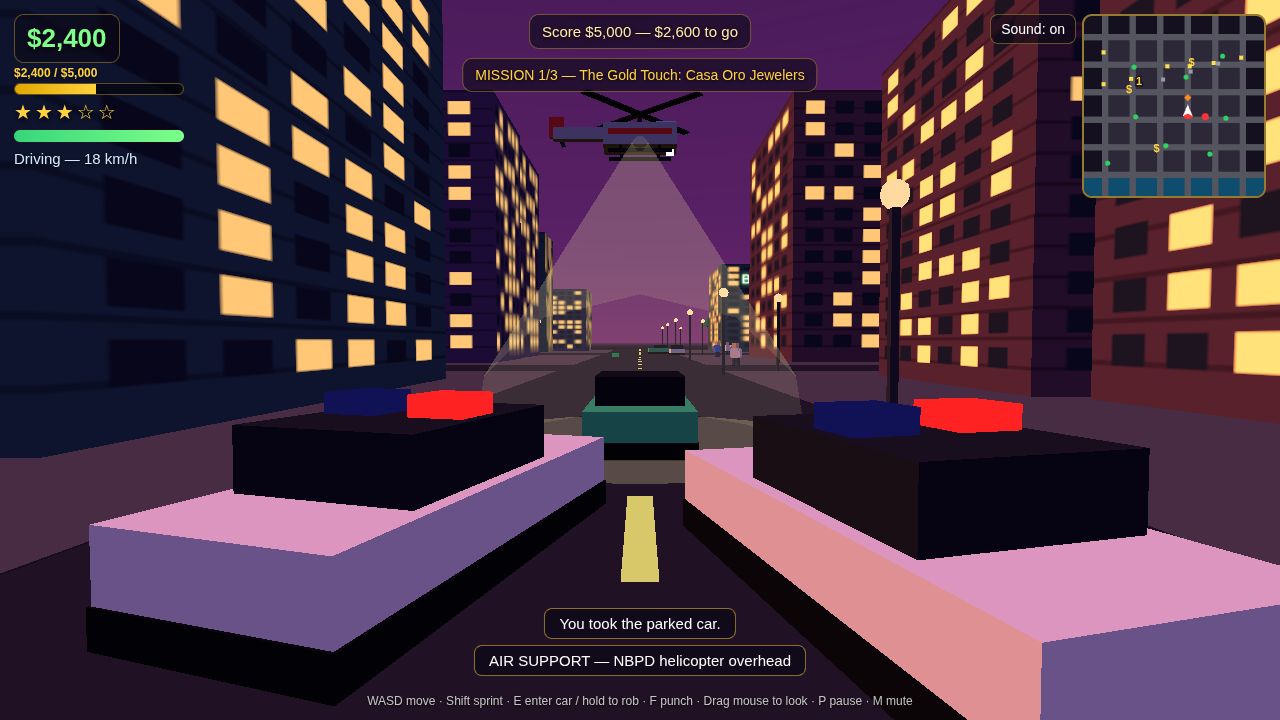 $2,400
$2,400 / $5,000
★★★☆☆
Driving — 18 km/h
Score $5,000 — $2,600 to go
MISSION 1/3 — The Gold Touch: Casa Oro Jewelers
Sound: on
$
1
$
$
B
You took the parked car.
AIR SUPPORT — NBPD helicopter overhead
WASD move · Shift sprint · E enter car / hold to rob · F punch · Drag mouse to look · P pause · M mute